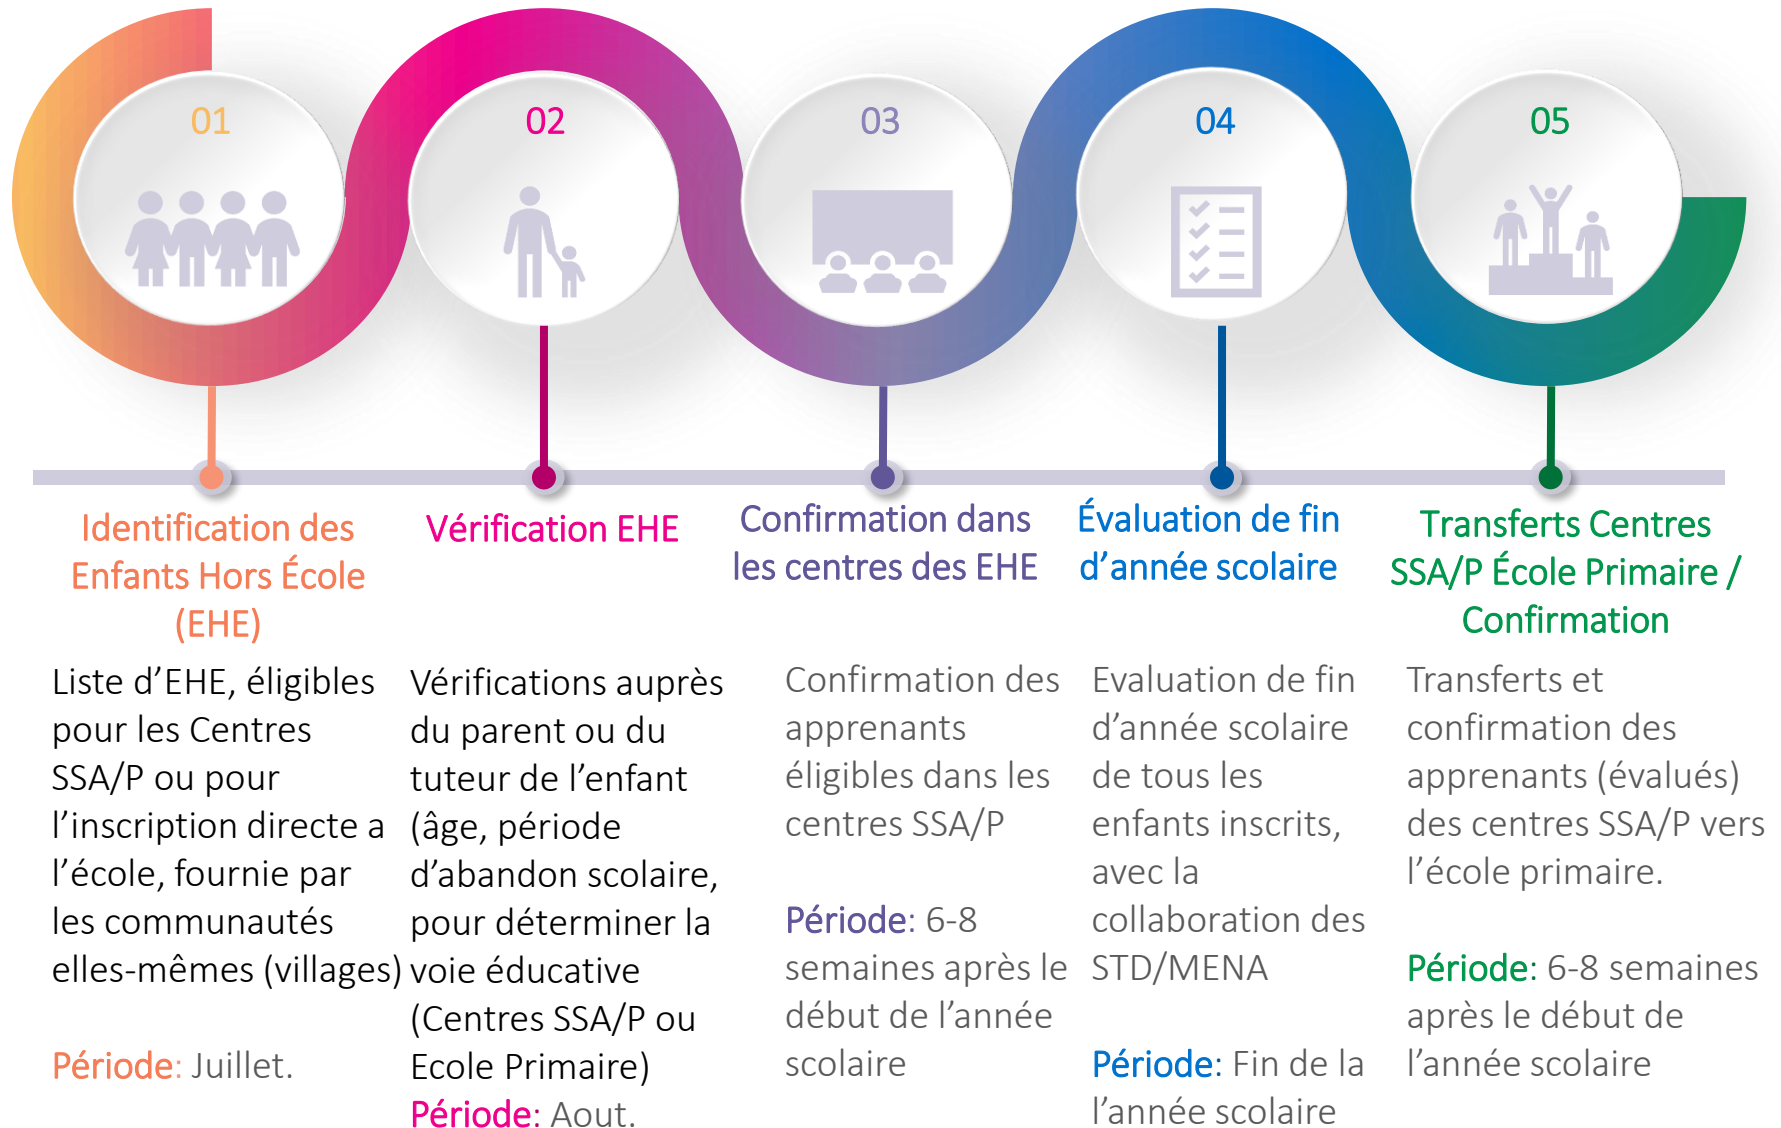 01
02
03
04
05
Identification des
Enfants Hors École
(EHE)
Liste d’EHE, éligibles
pour les Centres
SSA/P ou pour
l’inscription directe a
l’école, fournie par
les communautés
elles-mêmes (villages)
Période: Juillet.
Vérification EHE
Vérifications auprès
du parent ou du
tuteur de l’enfant
(âge, période
d’abandon scolaire,
pour déterminer la
voie éducative
(Centres SSA/P ou
Ecole Primaire)
Période: Aout.
Confirmation dans
les centres des EHE
Confirmation des
apprenants
éligibles dans les
centres SSA/P
Période: 6-8
semaines après le
début de l’année
scolaire
Évaluation de fin
d’année scolaire
Evaluation de fin
d’année scolaire
de tous les
enfants inscrits,
avec la
collaboration des
STD/MENA
Période: Fin de la
l’année scolaire
Transferts Centres
SSA/P École Primaire /
Confirmation
Transferts et
confirmation des
apprenants (évalués)
des centres SSA/P vers
l’école primaire.
Période: 6-8 semaines
après le début de
l’année scolaire